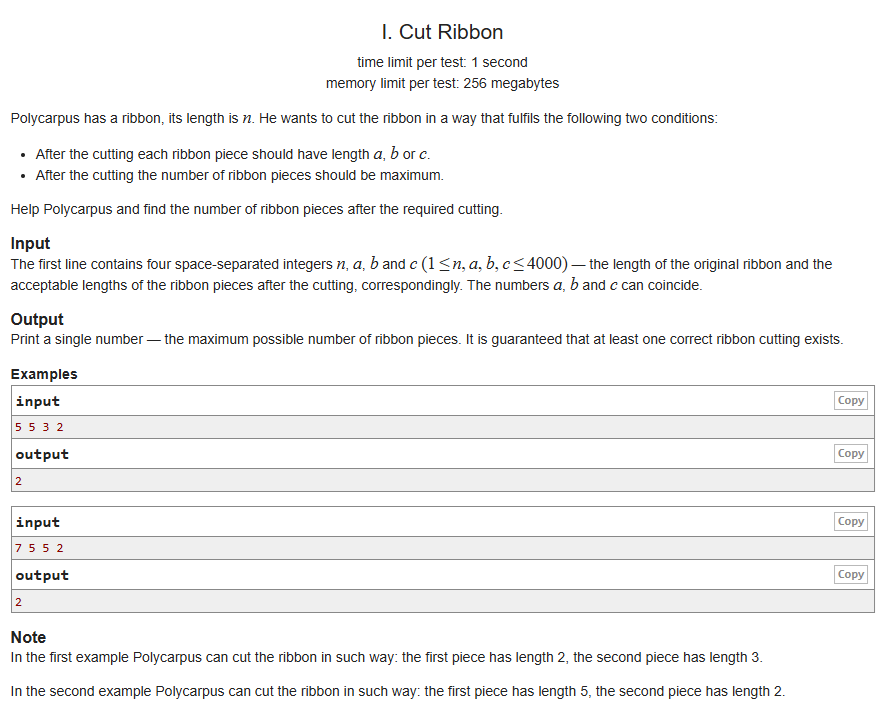 I. Cut Ribbon
time limit per test: 1 second
memory limit per test: 256 megabytes
Polycarpus has a ribbon, its length is n. He wants to cut the ribbon in a way that fulfils the following two conditions:
• After the cutting each ribbon piece should have length a, b or c.
• After the cutting the number of ribbon pieces should be maximum.
Help Polycarpus and find the number of ribbon pieces after the required cutting.
Input
The first line contains four space-separated integers n, a, b and c (1 ≤ n, a, b, c ≤ 4000) — the length of the original ribbon and the
acceptable lengths of the ribbon pieces after the cutting, correspondingly. The numbers a, b and c can coincide.
Output
Print a single number — the maximum possible number of ribbon pieces. It is guaranteed that at least one correct ribbon cutting exists.
Examples
input Copy
5 5 3 2
output Copy
2
input Copy
7 5 5 2
output Copy
2
Note
In the first example Polycarpus can cut the ribbon in such way: the first piece has length 2, the second piece has length 3.
In the second example Polycarpus can cut the ribbon in such way: the first piece has length 5, the second piece has length 2.